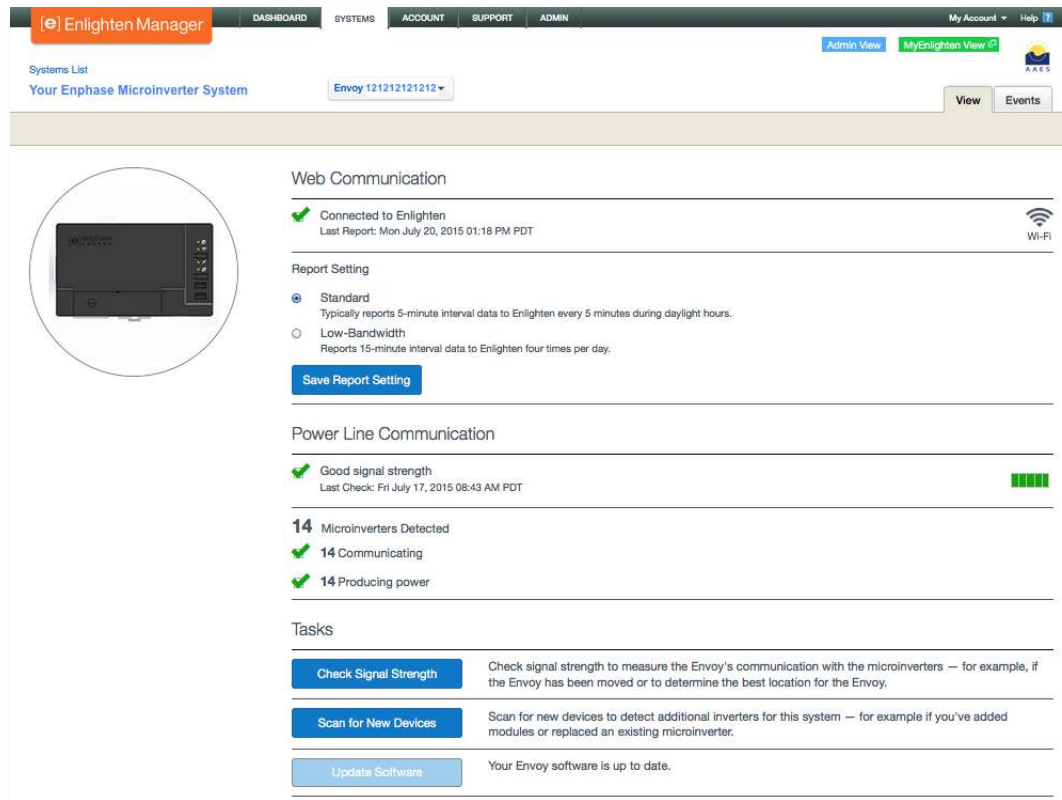 [e] Enlighten Manager
DASHBOARD SYSTEMS ACCOUNT SUPPORT ADMIN
My Account Help ?
Admin View MyEnlighten View
AAES
Systems List
Your Enphase Microinverter System
Envoy 121212121212
View Events
[e] enphase
Web Communication
Connected to Enlighten
Last Report: Mon July 20, 2015 01:18 PM PDT
Wi-Fi
Report Setting
Standard
Typically reports 5-minute interval data to Enlighten every 5 minutes during daylight hours.
Low-Bandwidth
Reports 15-minute interval data to Enlighten four times per day.
Save Report Setting
Power Line Communication
Good signal strength
Last Check: Fri July 17, 2015 08:43 AM PDT
14 Microinverters Detected
14 Communicating
14 Producing power
Tasks
Check Signal Strength
Check signal strength to measure the Envoy's communication with the microinverters — for example, if
the Envoy has been moved or to determine the best location for the Envoy.
Scan for New Devices
Scan for new devices to detect additional inverters for this system — for example if you've added
modules or replaced an existing microinverter.
Update Software
Your Envoy software is up to date.